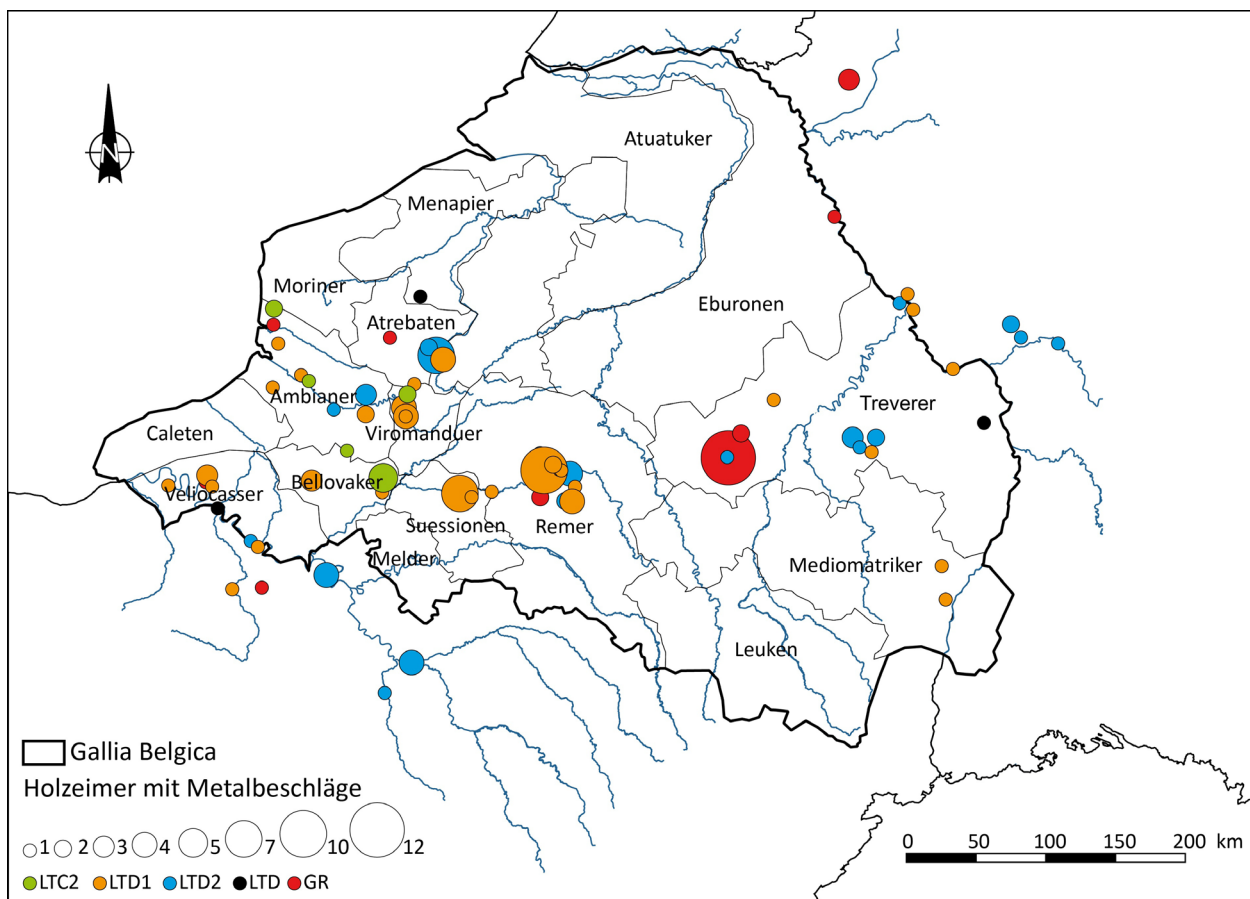 Atuatuker
Menapier
Moriner
Eburonen
Atrebaten
N
Ambianer
Treverer
Caleten
Viromanduer
Bellovaker
Veliocasser
Suessionen
Remer
Melder
Mediomatriker
Leuken
Gallia Belgica
Holzeimer mit Metalbeschläge
1 2 3 4 5 7 10 12
LTC2 LTD1 LTD2 LTD GR
0 50 100 150 200 km